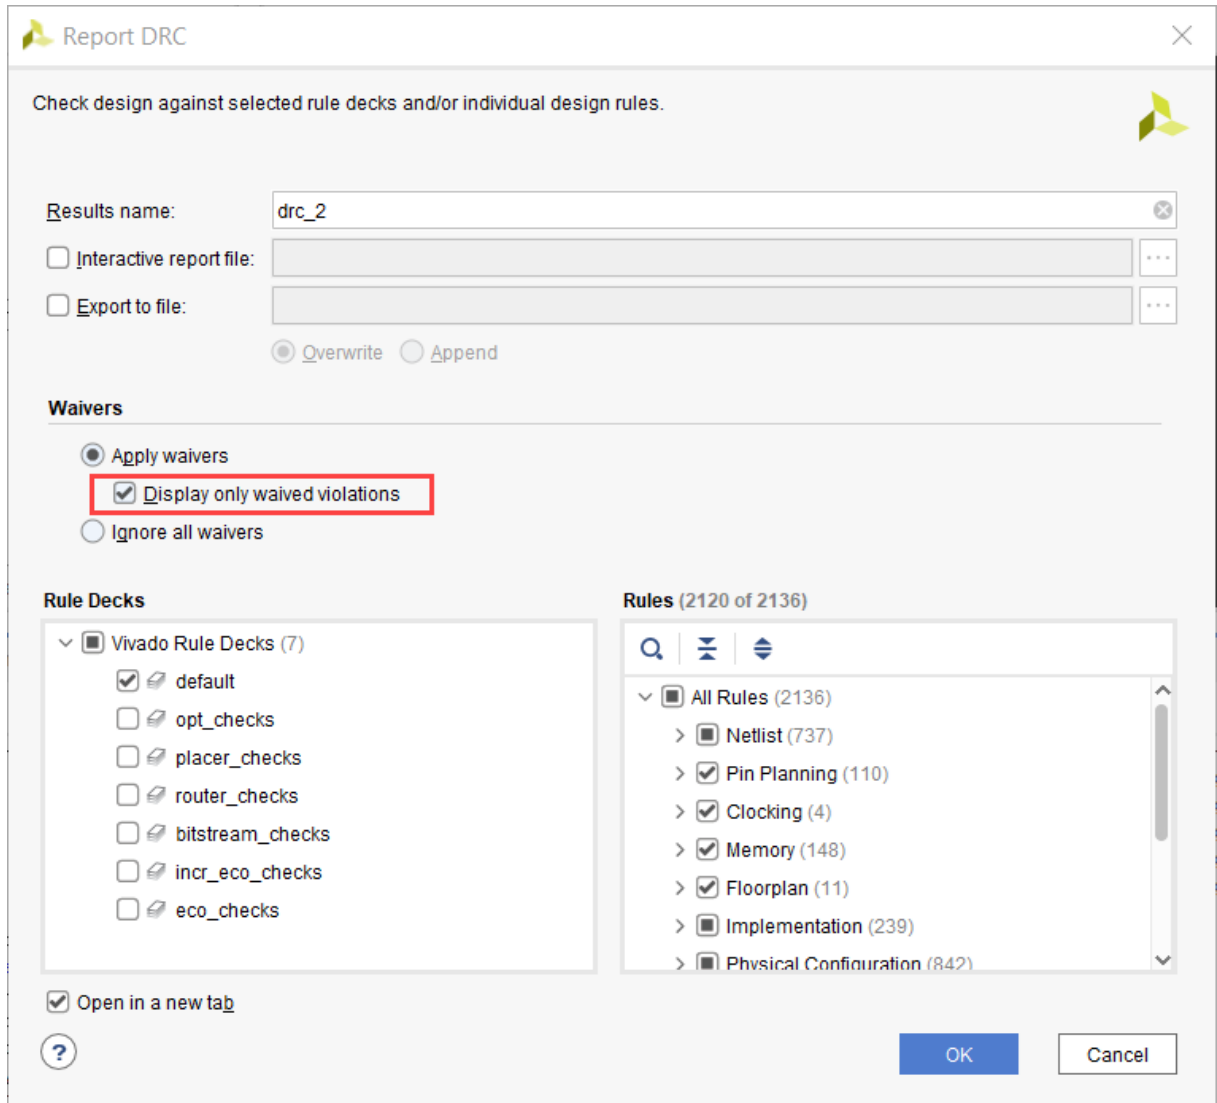 Report DRC
Check design against selected rule decks and/or individual design rules.
Results name: drc_2
Interactive report file: ...
Export to file: ...
Overwrite Append
Waivers
Apply waivers
Display only waived violations
Ignore all waivers
Rule Decks
Vivado Rule Decks (7)
default
opt_checks
placer_checks
router_checks
bitstream_checks
incr_eco_checks
eco_checks
Rules (2120 of 2136)
All Rules (2136)
Netlist (737)
Pin Planning (110)
Clocking (4)
Memory (148)
Floorplan (11)
Implementation (239)
Physical Configuration (842)
Open in a new tab
?
OK Cancel